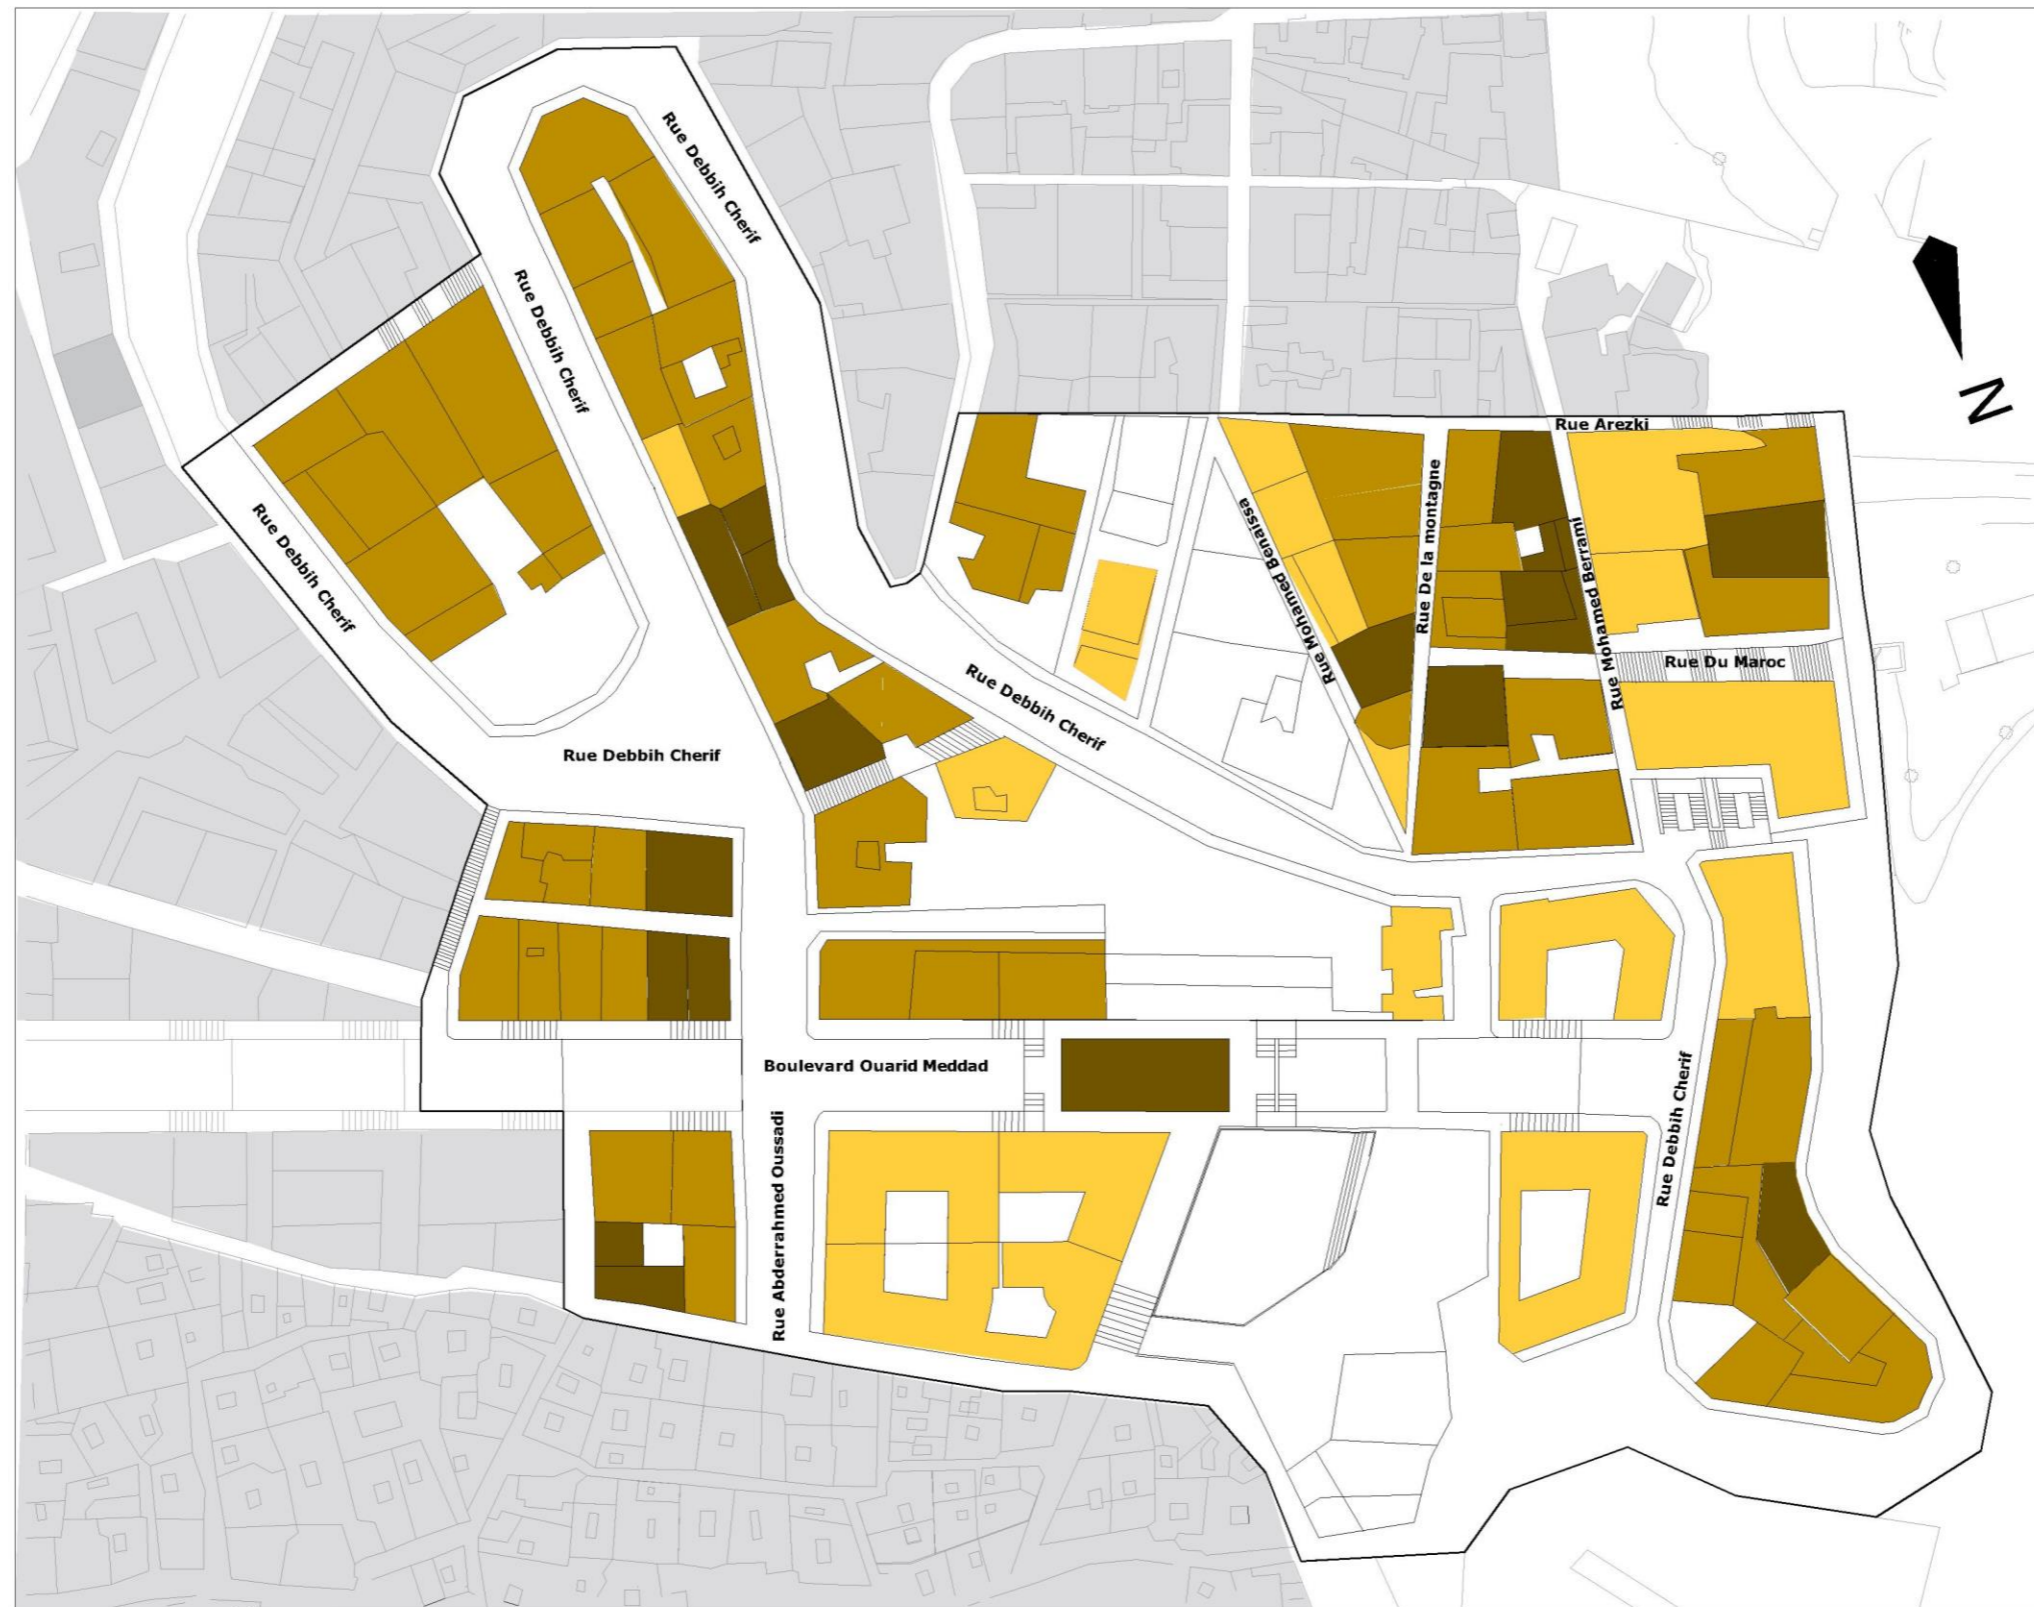 Rue Debbih Cherif
Rue Debbih Cherif
Rue Debbih Cherif
N
Rue Arezki
Rue De la montagne
Rue Mohamed Benaissa
Rue Mohamed Berrami
Rue Du Maroc
Rue Debbih Cherif
Rue Debbih Cherif
Boulevard Ouarid Meddad
Rue Debbih Cherif
Rue Abderrahmed Oussadi